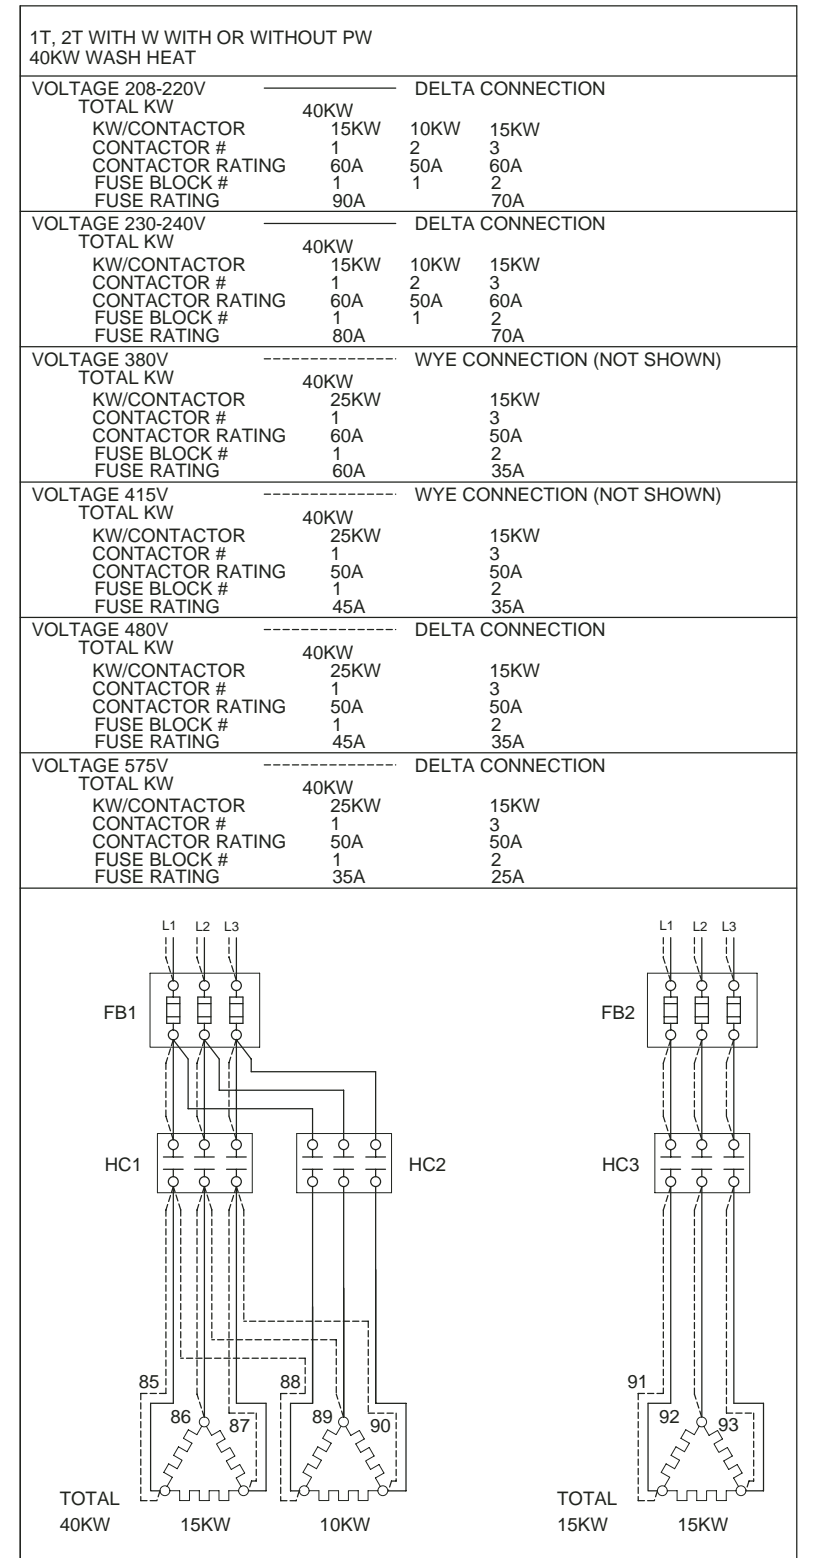 1T, 2T WITH W WITH OR WITHOUT PW
40KW WASH HEAT
VOLTAGE 208-220V DELTA CONNECTION
TOTAL KW 40KW
KW/CONTACTOR 15KW 10KW 15KW
CONTACTOR # 1 2 3
CONTACTOR RATING 60A 50A 60A
FUSE BLOCK # 1 1 2
FUSE RATING 90A 70A
VOLTAGE 230-240V DELTA CONNECTION
TOTAL KW 40KW
KW/CONTACTOR 15KW 10KW 15KW
CONTACTOR # 1 2 3
CONTACTOR RATING 60A 50A 60A
FUSE BLOCK # 1 1 2
FUSE RATING 80A 70A
VOLTAGE 380V WYE CONNECTION (NOT SHOWN)
TOTAL KW 40KW
KW/CONTACTOR 25KW 15KW
CONTACTOR # 1 3
CONTACTOR RATING 60A 50A
FUSE BLOCK # 1 2
FUSE RATING 60A 35A
VOLTAGE 415V WYE CONNECTION (NOT SHOWN)
TOTAL KW 40KW
KW/CONTACTOR 25KW 15KW
CONTACTOR # 1 3
CONTACTOR RATING 50A 50A
FUSE BLOCK # 1 2
FUSE RATING 45A 35A
VOLTAGE 480V DELTA CONNECTION
TOTAL KW 40KW
KW/CONTACTOR 25KW 15KW
CONTACTOR # 1 3
CONTACTOR RATING 50A 50A
FUSE BLOCK # 1 2
FUSE RATING 45A 35A
VOLTAGE 575V DELTA CONNECTION
TOTAL KW 40KW
KW/CONTACTOR 25KW 15KW
CONTACTOR # 1 3
CONTACTOR RATING 50A 50A
FUSE BLOCK # 1 2
FUSE RATING 35A 25A
L1 L2 L3 L1 L2 L3
FB1 FB2
HC1 HC2 HC3
85 88 91
86 87 89 90 92 93
TOTAL TOTAL
40KW 15KW 10KW 15KW 15KW